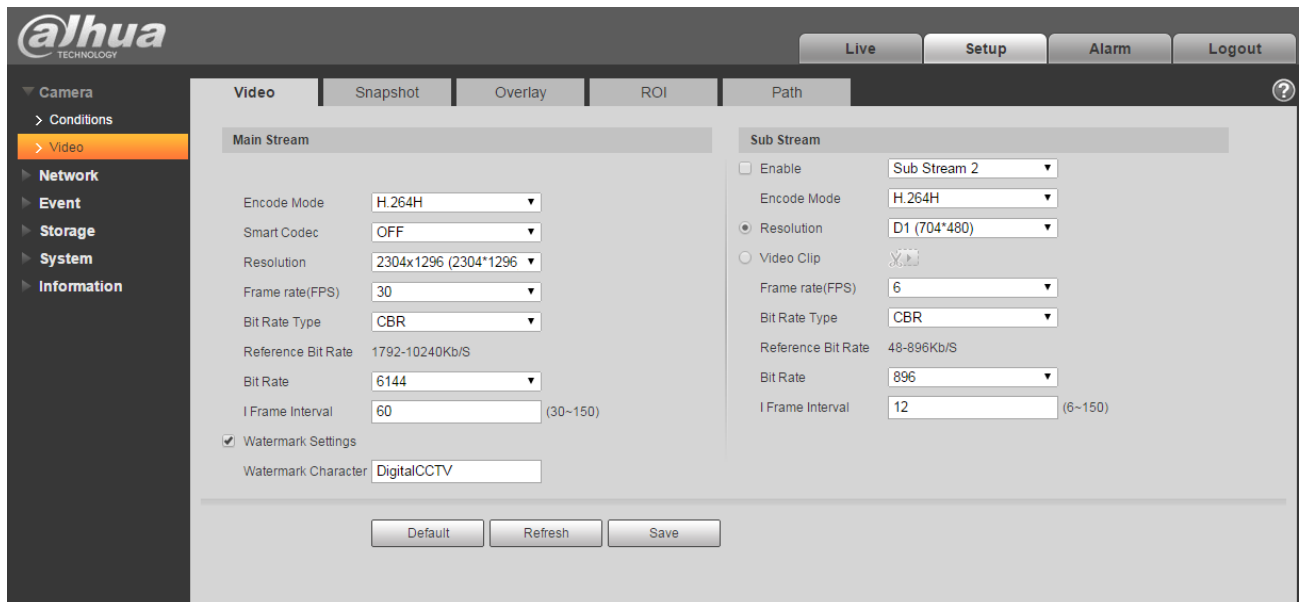 alhua
TECHNOLOGY
Live Setup Alarm Logout
Camera
Conditions
Video
Network
Event
Storage
System
Information
Video Snapshot Overlay ROI Path
?
Main Stream
Encode Mode H.264H
Smart Codec OFF
Resolution 2304x1296 (2304*1296
Frame rate(FPS) 30
Bit Rate Type CBR
Reference Bit Rate 1792-10240Kb/S
Bit Rate 6144
I Frame Interval 60 (30~150)
Watermark Settings
Watermark Character DigitalCCTV
Sub Stream
Enable Sub Stream 2
Encode Mode H.264H
Resolution D1 (704*480)
Video Clip
Frame rate(FPS) 6
Bit Rate Type CBR
Reference Bit Rate 48-896Kb/S
Bit Rate 896
I Frame Interval 12 (6~150)
Default Refresh Save